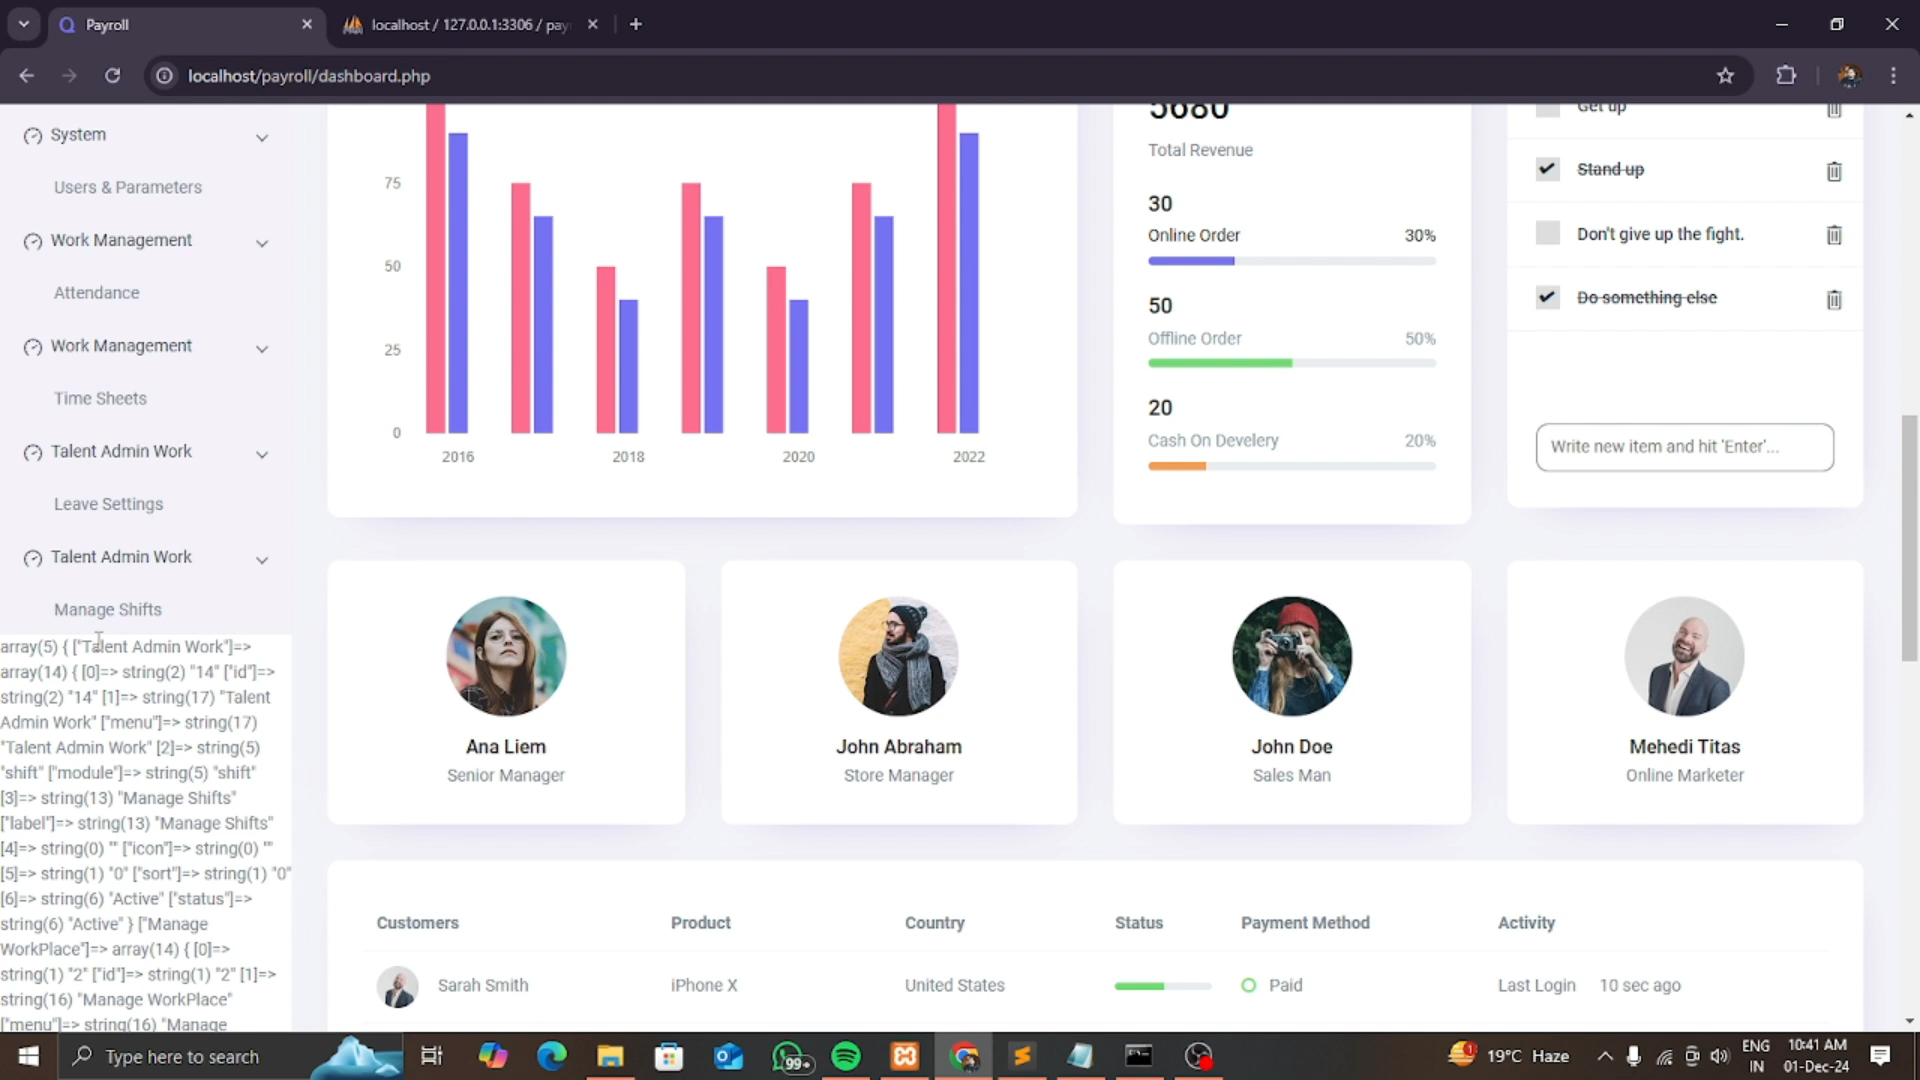 Payroll
localhost / 127.0.0.1:3306 / pay
localhost/payroll/dashboard.php
System
Users & Parameters
Work Management
Attendance
Work Management
Time Sheets
Talent Admin Work
Leave Settings
Talent Admin Work
Manage Shifts
array(5) { ["Talent Admin Work"]=>
array(14) { [0]=> string(2) "14" ["id"]=>
string(2) "14" [1]=> string(17) "Talent
Admin Work" ["menu"]=> string(17)
"Talent Admin Work" [2]=> string(5)
"shift" ["module"]=> string(5) "shift"
[3]=> string(13) "Manage Shifts"
["label"]=> string(13) "Manage Shifts"
[4]=> string(0) "" ["icon"]=> string(0) ""
[5]=> string(1) "0" ["sort"]=> string(1) "0"
[6]=> string(6) "Active" ["status"]=>
string(6) "Active" } ["Manage
WorkPlace"]=> array(14) { [0]=>
string(1) "2" ["id"]=> string(1) "2" [1]=>
string(16) "Manage WorkPlace"
["menu"]=> string(16) "Manage
75
50
25
0
2016 2018 2020 2022
5680
Total Revenue
30
Online Order 30%
50
Offline Order 50%
20
Cash On Develery 20%
Get up
Stand up
Don't give up the fight.
Do something else
Write new item and hit 'Enter'...
Ana Liem
Senior Manager
John Abraham
Store Manager
John Doe
Sales Man
Mehedi Titas
Online Marketer
Customers Product Country Status Payment Method Activity
Sarah Smith iPhone X United States Paid Last Login 10 sec ago
Type here to search
99+
1
19°C Haze
ENG
IN
10:41 AM
01-Dec-24